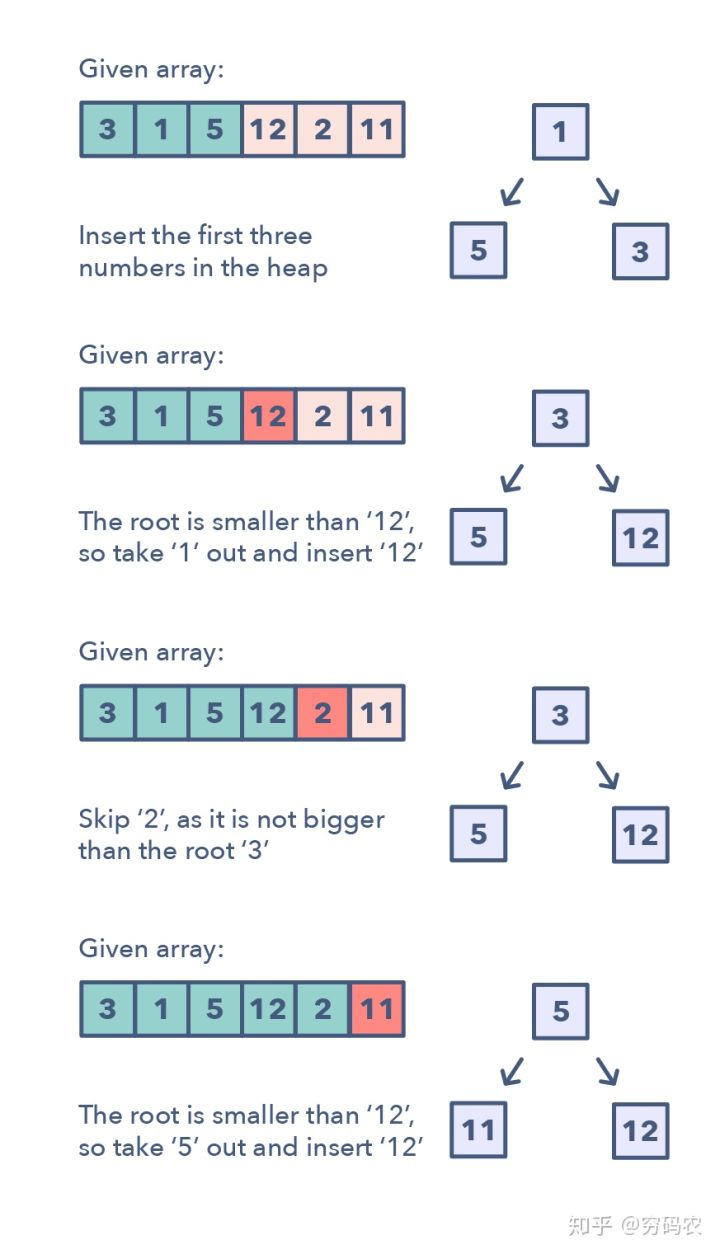 Given array:
3 1 5 12 2 11
1
5 3
Insert the first three
numbers in the heap
Given array:
3 1 5 12 2 11
3
5 12
The root is smaller than ‘12’,
so take ‘1’ out and insert ‘12’
Given array:
3 1 5 12 2 11
3
5 12
Skip ‘2’, as it is not bigger
than the root ‘3’
Given array:
3 1 5 12 2 11
5
11 12
The root is smaller than ‘12’,
so take ‘5’ out and insert ‘12’
知乎 @穷码农